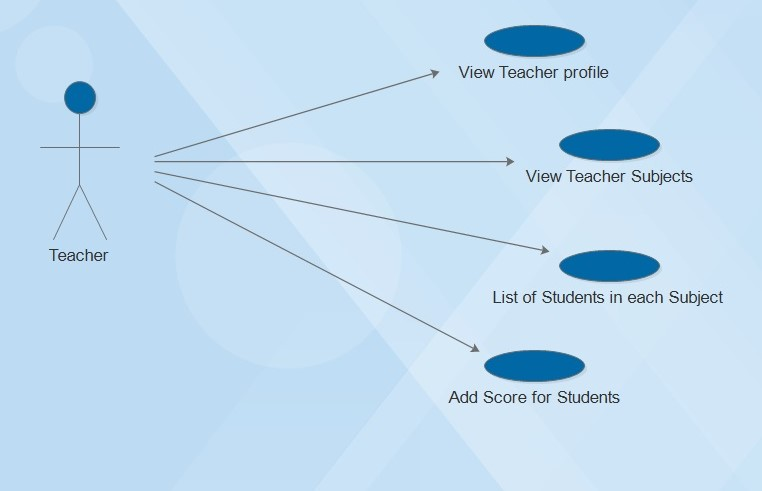 View Teacher profile
View Teacher Subjects
Teacher
List of Students in each Subject
Add Score for Students